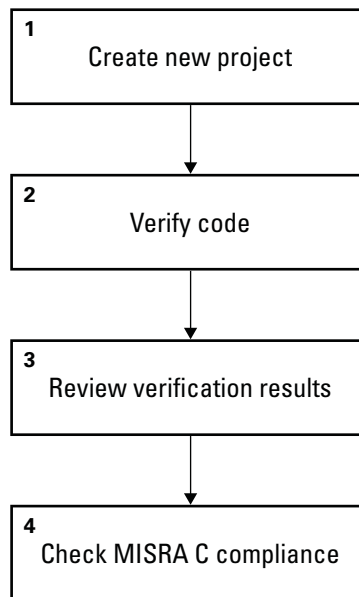 1
Create new project
2
Verify code
3
Review verification results
4
Check MISRA C compliance